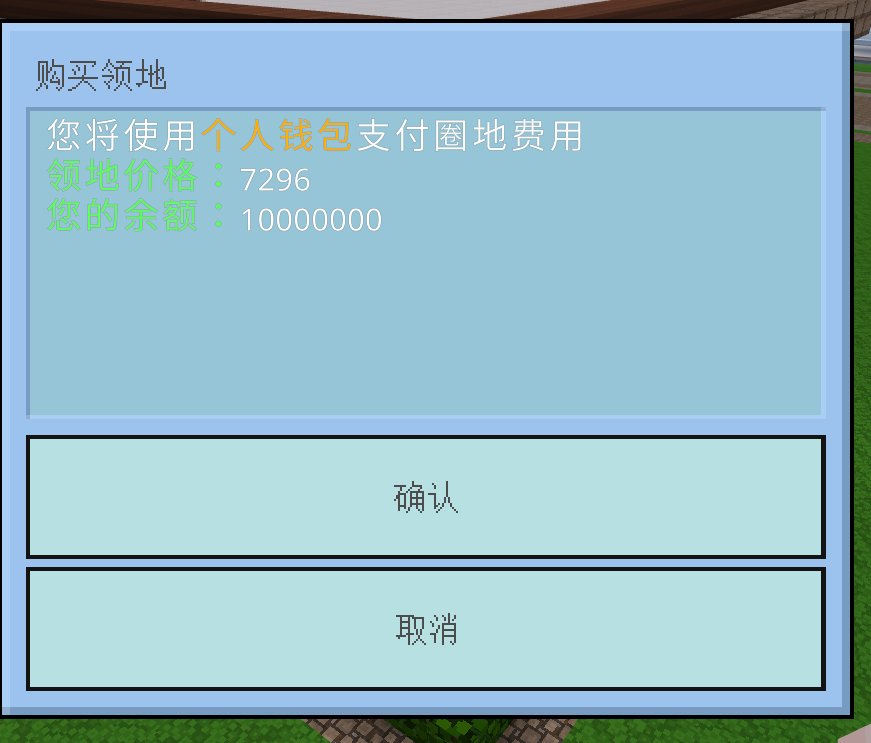 购买领地
您将使用个人钱包支付圈地费用
领地价格：7296
您的余额：10000000
确认
取消